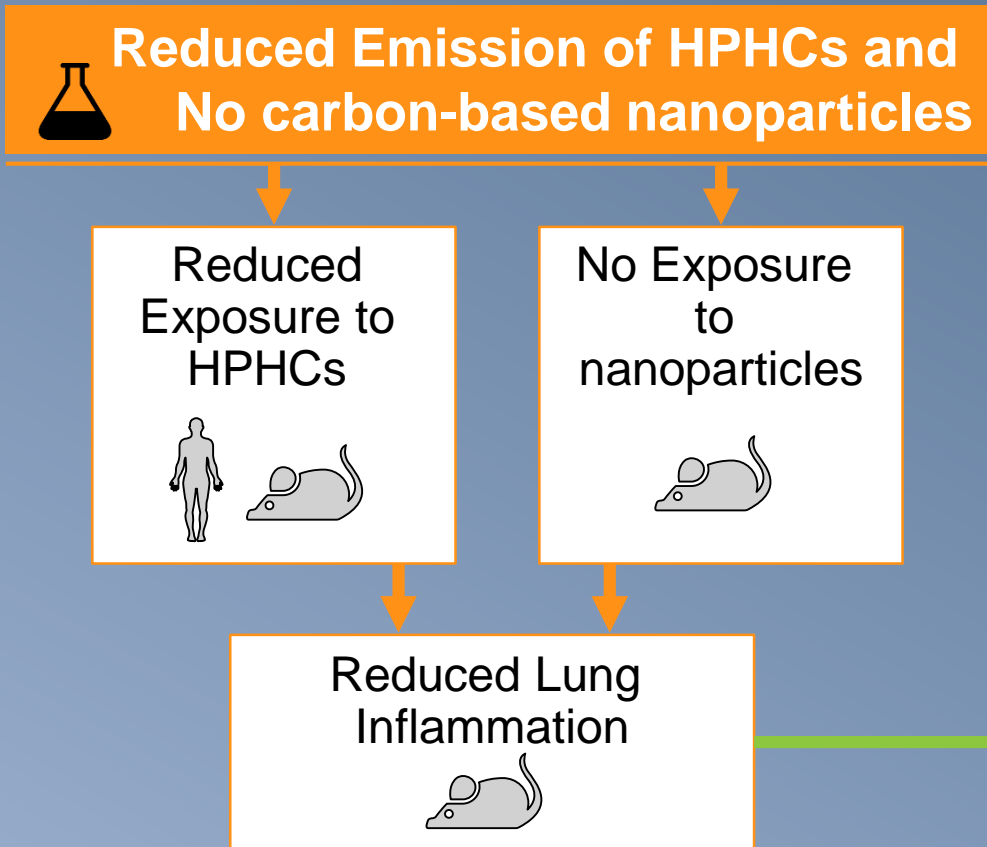 Reduced Emission of HPHCs and
No carbon-based nanoparticles
Reduced
Exposure to
HPHCs
No Exposure
to
nanoparticles
Reduced Lung
Inflammation